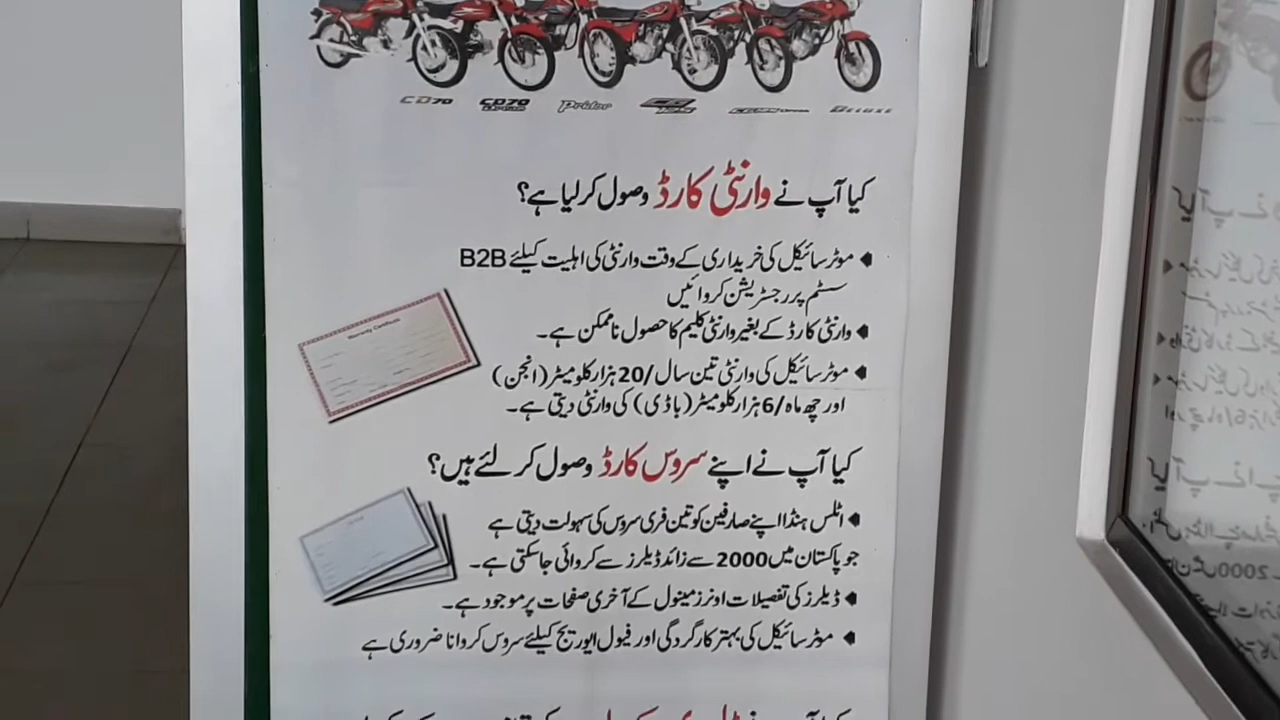 CD70 CD70 Dream Pridor CG125 Deluxe
کیا آپ نے وارنٹی کارڈ وصول کر لیا ہے؟
موٹر سائیکل کی خریداری کے وقت وارنٹی کی اہلیت کیلئے B2B
سسٹم پر رجسٹریشن کروائیں
وارنٹی کارڈ کے بغیر وارنٹی کلیم کا حصول ناممکن ہے۔
موٹر سائیکل کی وارنٹی تین سال/20 ہزار کلومیٹر (انجن)
اور چھ ماہ/6 ہزار کلومیٹر (باڈی) کی وارنٹی دیتی ہے۔
Warranty Certificate
کیا آپ نے اپنے سروس کارڈ وصول کر لئے ہیں؟
اٹلس ہنڈا اپنے صارفین کو تین فری سروس کی سہولت دیتی ہے
جو پاکستان میں 2000 سے زائد ڈیلرز سے کروائی جاسکتی ہے۔
ڈیلرز کی تفصیلات اونرز مینول کے آخری صفحات پر موجود ہے۔
موٹر سائیکل کی بہتر کارگردگی اور فیول ایوریج کیلئے سروس کروانا ضروری ہے